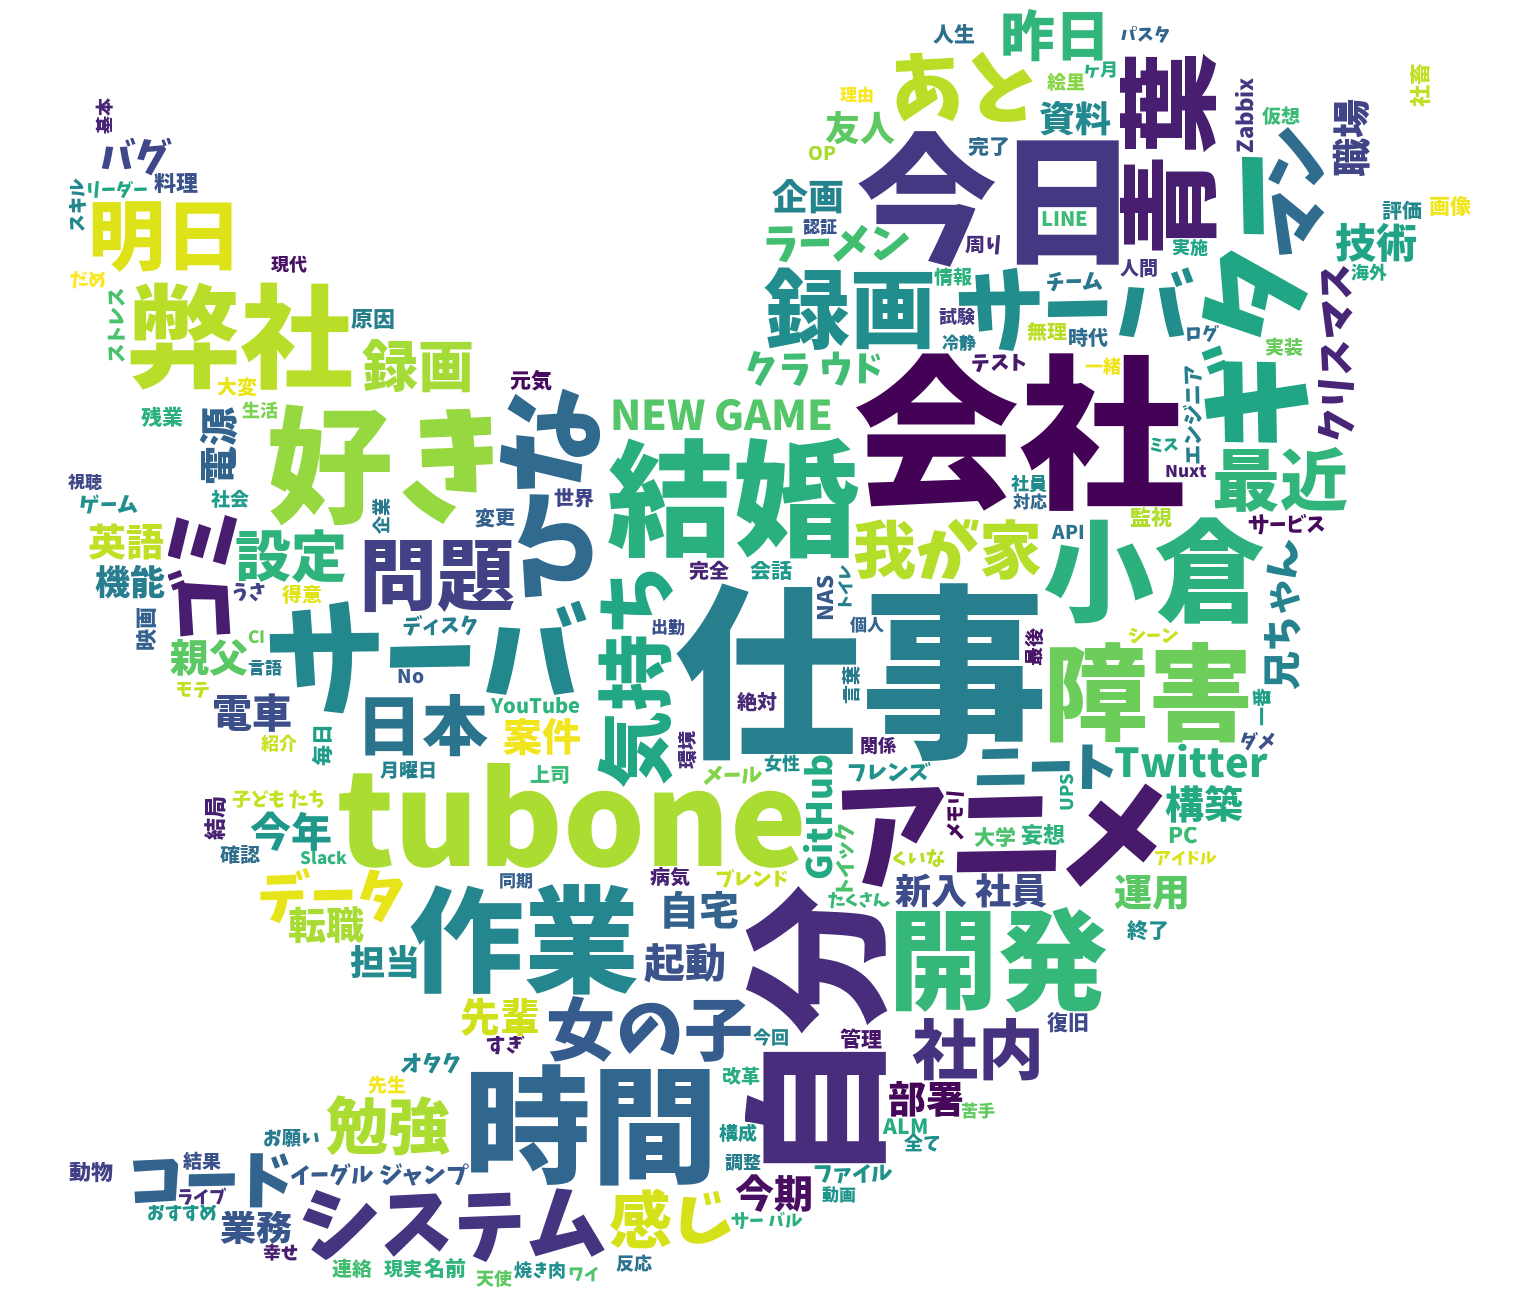 人生
昨日
パスタ
あと
絵里
ケ月
青葉
社畜
理由
友人
資料
Zabbix
仮想
職場
基本
バグ
OP
今日
完了
ギター
マン
スキル
リーダー
料理
企画
認証
LINE
評価
画像
明日
ラーメン
周り
実施
技術
だめ
現代
録画
情報
サーバ
チーム
人間
海外
弊社
ストレス
原因
試験
冷静
無理
時代
ログ
クリスマス
録画
クラウド
テスト
一緒
実装
大変
元気
会社
エンジニア
残業
生活
電源
好き
なら
NEW GAME
結婚
ミス
Nuxt
最近
視聴
ゲーム
社会
企業
変更
世界
社員
対応
監視
サービス
英語
ゴミ
設定
問題
我が家
API
小倉
機能
うさ
得意
気持ち
完全
会話
NAS
トイレ
兄ちゃん
映画
親父
CI
言語
サーバ
ディスク
出勤
仕事
個人
最後
シーン
モテ
No
絶対
言葉
障害
電車
日本
YouTube
案件
一番
紹介
毎日
環境
関係
ダメ
月曜日
上司
メール
女性
フレンズ
ニート
Twitter
子どもたち
結局
今年
tubone
GitHub
アニメ
メモリ
UPS
構築
確認
Slack
大学
妄想
PC
トイック
くいな
アイドル
データ
同期
病気
ブレンド
たくさん
新入社員
運用
転職
作業
自宅
自分
開発
終了
担当
起動
先輩
女の子
今回
管理
社内
復旧
すぎ
オタク
先生
時間
改革
部署
苦手
勉強
構成
ALM
全て
お願い
動物
コード
結果
イーグルジャンプ
調整
ファイル
ライブ
今期
動画
おすすめ
業務
システム
感じ
サーバル
幸せ
連絡
現実
名前
天使
焼き肉
ワイ
反応